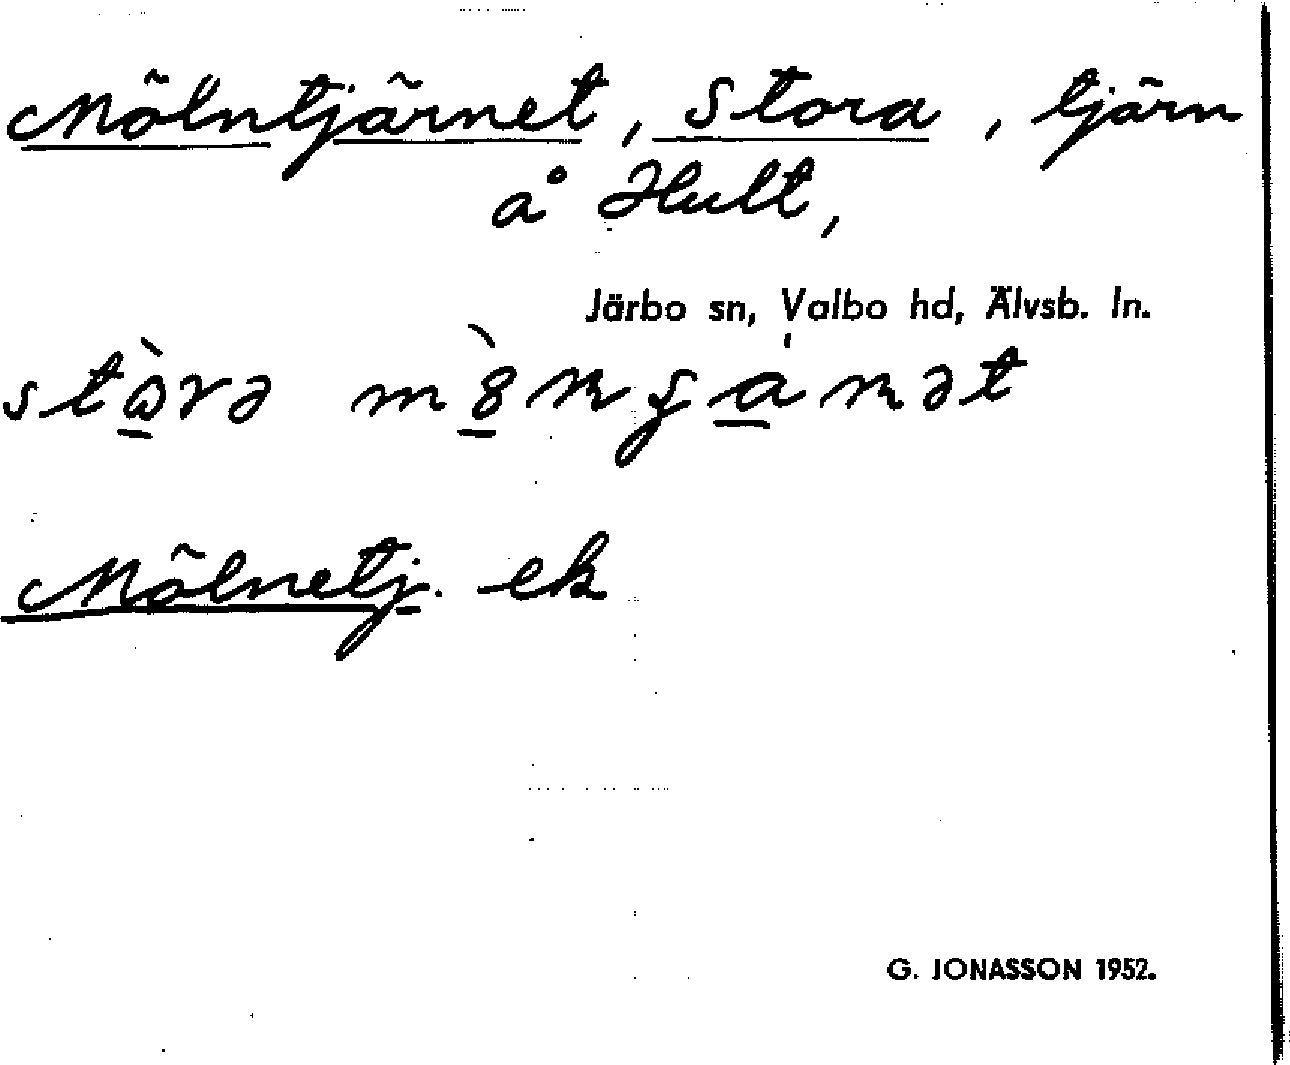 Mölntjärnet, Stora, tjärn
å Hult,
Järbo sn, Valbo hd, Älvsb. ln.
Mölnetj. ek
G. JONASSON 1952.